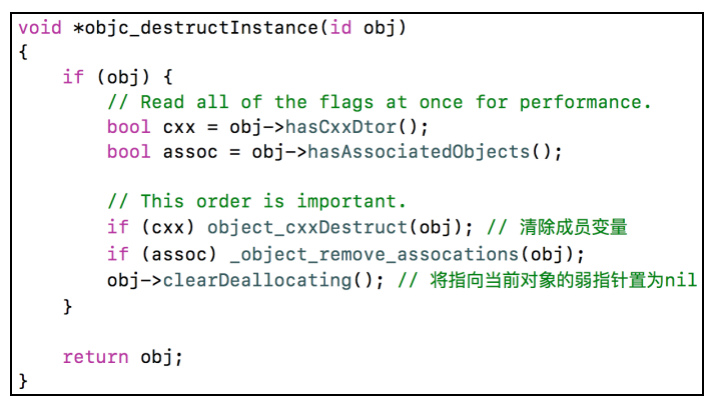 void *objc_destructInstance(id obj)
{
    if (obj) {
        // Read all of the flags at once for performance.
        bool cxx = obj->hasCxxDtor();
        bool assoc = obj->hasAssociatedObjects();

        // This order is important.
        if (cxx) object_cxxDestruct(obj); // 清除成员变量
        if (assoc) _object_remove_assocations(obj);
        obj->clearDeallocating(); // 将指向当前对象的弱指针置为nil
    }

    return obj;
}